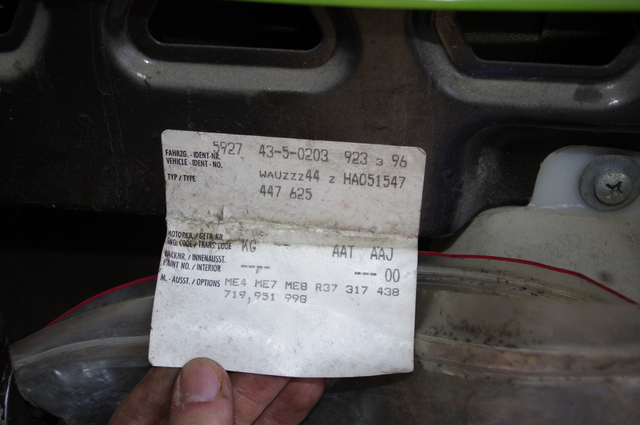 5927 43-5-0203 923 3 96
FAHRZG.-IDENT-NR.
VEHICLE-IDENT-NO.
WAUZZZ44 Z HA051547
TYP/TYPE
447 625
MOTORKB./GETR.KB.
ENG.CODE/TRANS.CODE
KG AAT AAJ
LACKNR./INNENAUSST.
PAINT NO./INTERIOR
---- --- 00
M.-AUSST./OPTIONS
ME4 ME7 ME8 R37 317 438
719,951 998